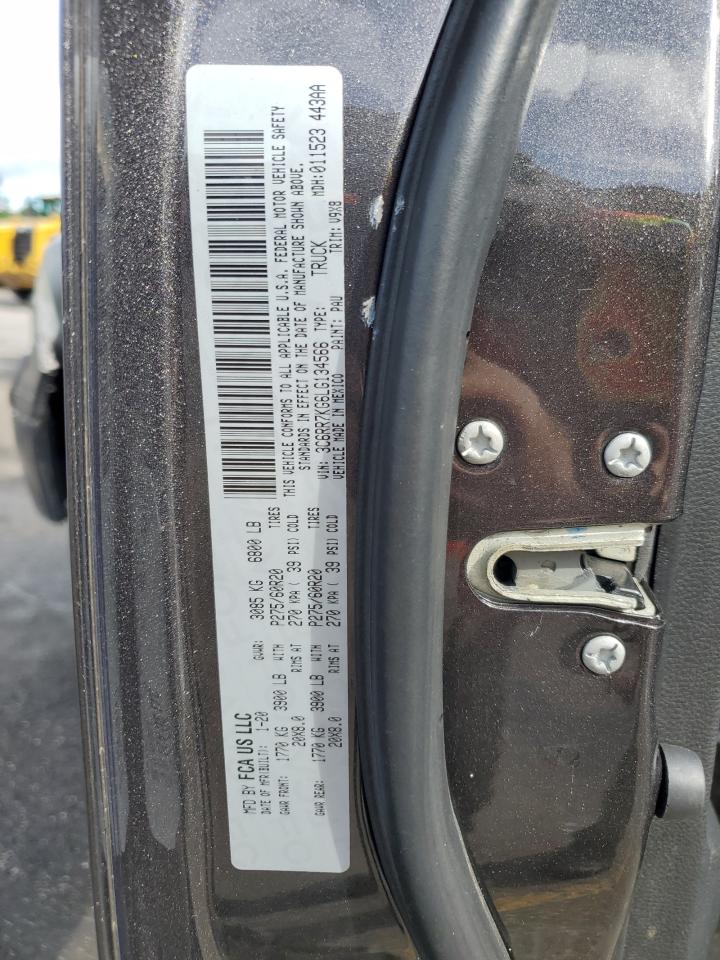 MFD BY FCA US LLC
DATE OF MFR(BUILT): 1-20 GVWR: 3085 KG 6800 LB
GAWR FRONT: 1770 KG 3900 LB WITH P275/60R20 TIRES
20X8.0 RIMS AT 270 KPA ( 39 PSI) COLD
GAWR REAR: 1770 KG 3900 LB WITH P275/60R20 TIRES
20X8.0 RIMS AT 270 KPA ( 39 PSI) COLD
THIS VEHICLE CONFORMS TO ALL APPLICABLE U.S.A. FEDERAL MOTOR VEHICLE SAFETY
STANDARDS IN EFFECT ON THE DATE OF MANUFACTURE SHOWN ABOVE.
VIN: 3C6RR7KG6LG134566 TYPE: TRUCK MDH:011523 443AA
VEHICLE MADE IN MEXICO PAINT: PAU TRIM: V9X8